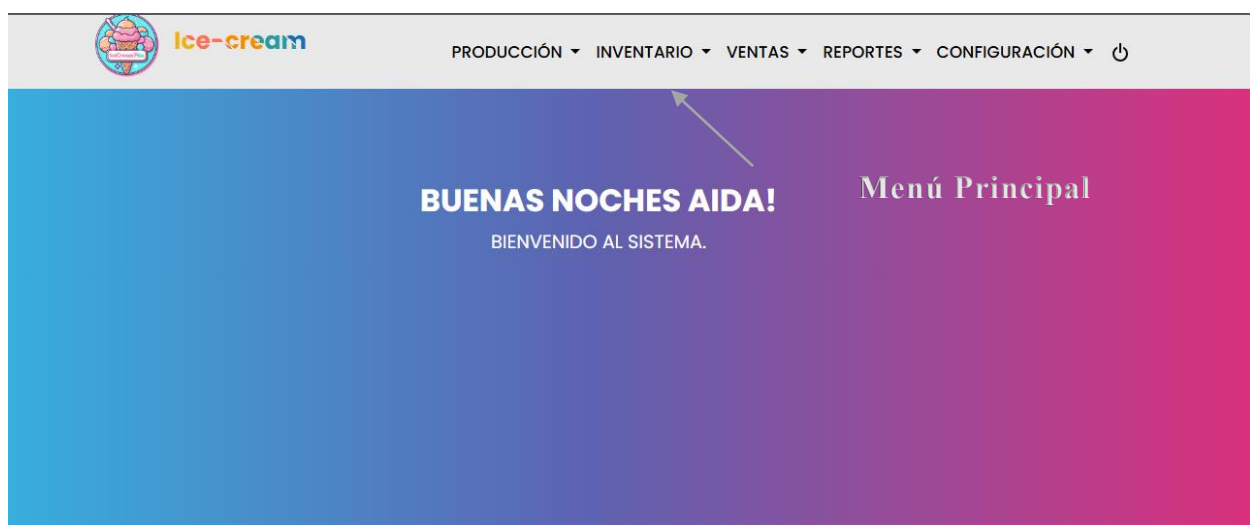 Ice-cream
PRODUCCIÓN INVENTARIO VENTAS REPORTES CONFIGURACIÓN
Menú Principal
BUENAS NOCHES AIDA!
BIENVENIDO AL SISTEMA.